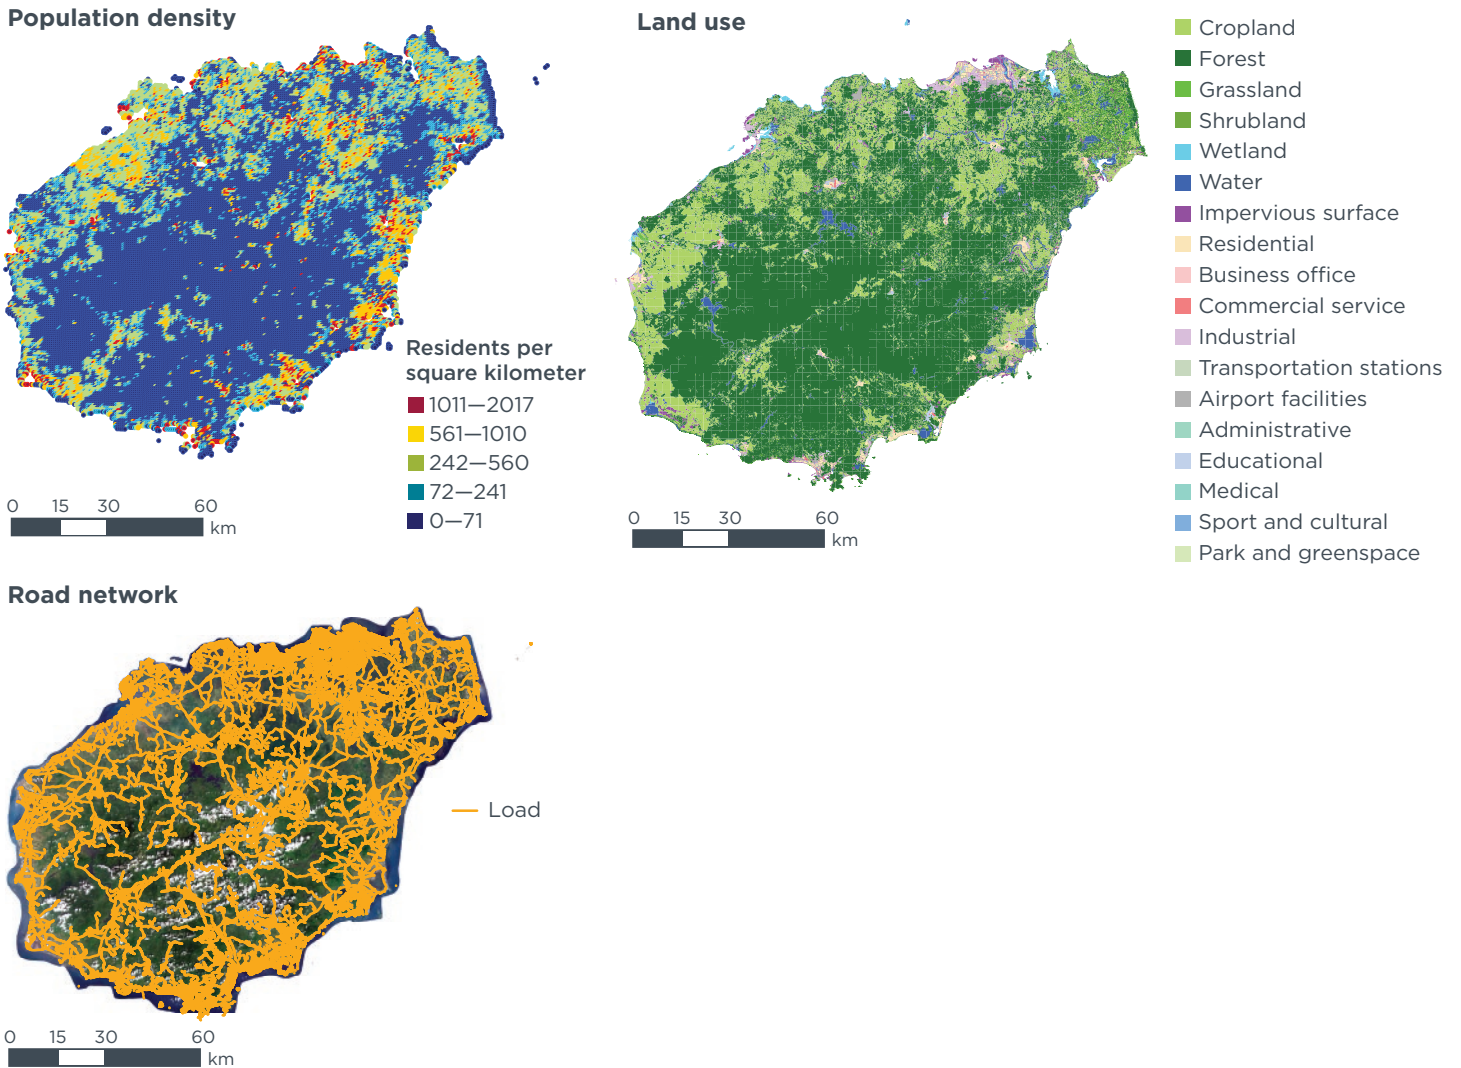 Population density
Residents per
square kilometer
1011—2017
561—1010
242—560
72—241
0—71
0 15 30 60
km
Land use
Cropland
Forest
Grassland
Shrubland
Wetland
Water
Impervious surface
Residential
Business office
Commercial service
Industrial
Transportation stations
Airport facilities
Administrative
Educational
Medical
Sport and cultural
Park and greenspace
0 15 30 60
km
Road network
Load
0 15 30 60
km